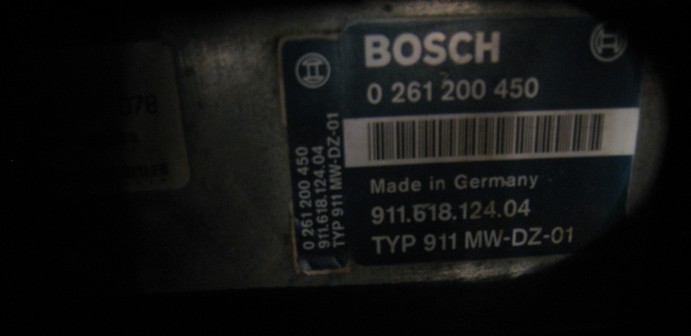 078
0 261 200 450
911.618.124.04
TYP 911 MW-DZ-01
BOSCH
0 261 200 450
Made in Germany
911.618.124.04
TYP 911 MW-DZ-01